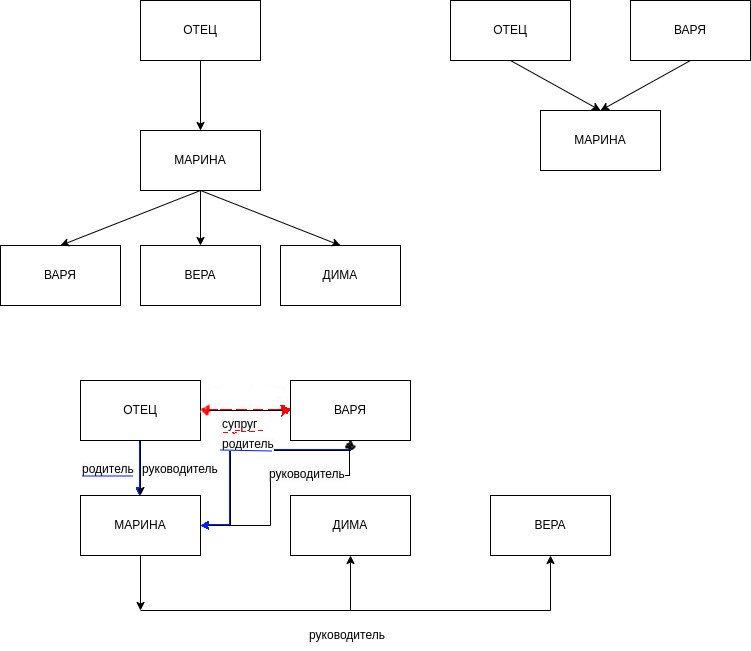 ОТЕЦ
ОТЕЦ
ВАРЯ
МАРИНА
МАРИНА
ВАРЯ
ВЕРА
ДИМА
ОТЕЦ
ВАРЯ
супруг
родитель
родитель
руководитель
руководитель
МАРИНА
ДИМА
ВЕРА
руководитель